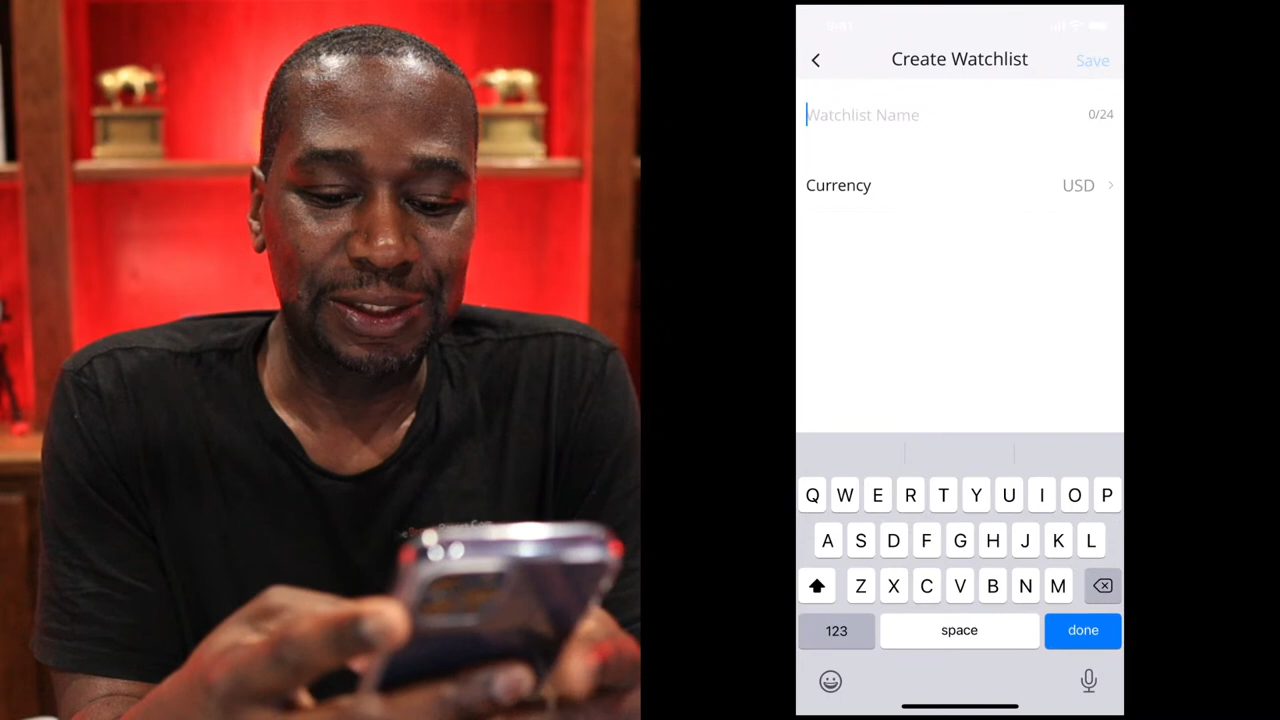 Create Watchlist
Save
Watchlist Name
0/24
Currency
USD
Q W E R T Y U I O P
A S D F G H J K L
Z X C V B N M
123
space
done